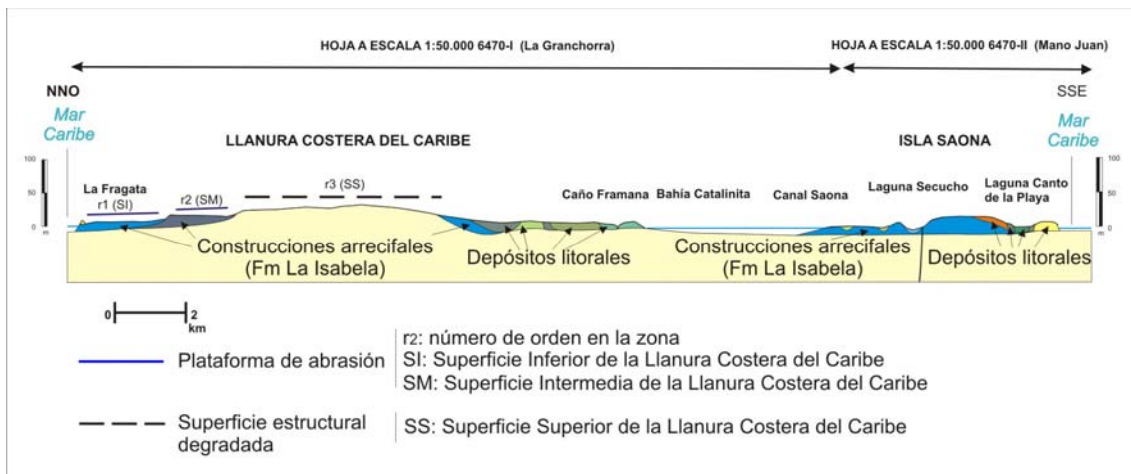 HOJA A ESCALA 1:50.000 6470-I (La Granchorra)
HOJA A ESCALA 1:50.000 6470-II (Mano Juan)
NNO
SSE
Mar
Caribe
Mar
Caribe
LLANURA COSTERA DEL CARIBE
ISLA SAONA
100
50
0
m
100
50
0
m
La Fragata
r1 (SI)
r2 (SM)
r3 (SS)
Caño Framana
Bahía Catalinita
Canal Saona
Laguna Secucho
Laguna Canto
de la Playa
Construcciones arrecifales
(Fm La Isabela)
Depósitos litorales
Construcciones arrecifales
(Fm La Isabela)
Depósitos litorales
0 2
km
Plataforma de abrasión
r2: número de orden en la zona
SI: Superficie Inferior de la Llanura Costera del Caribe
SM: Superficie Intermedia de la Llanura Costera del Caribe
Superficie estructural
degradada
SS: Superficie Superior de la Llanura Costera del Caribe